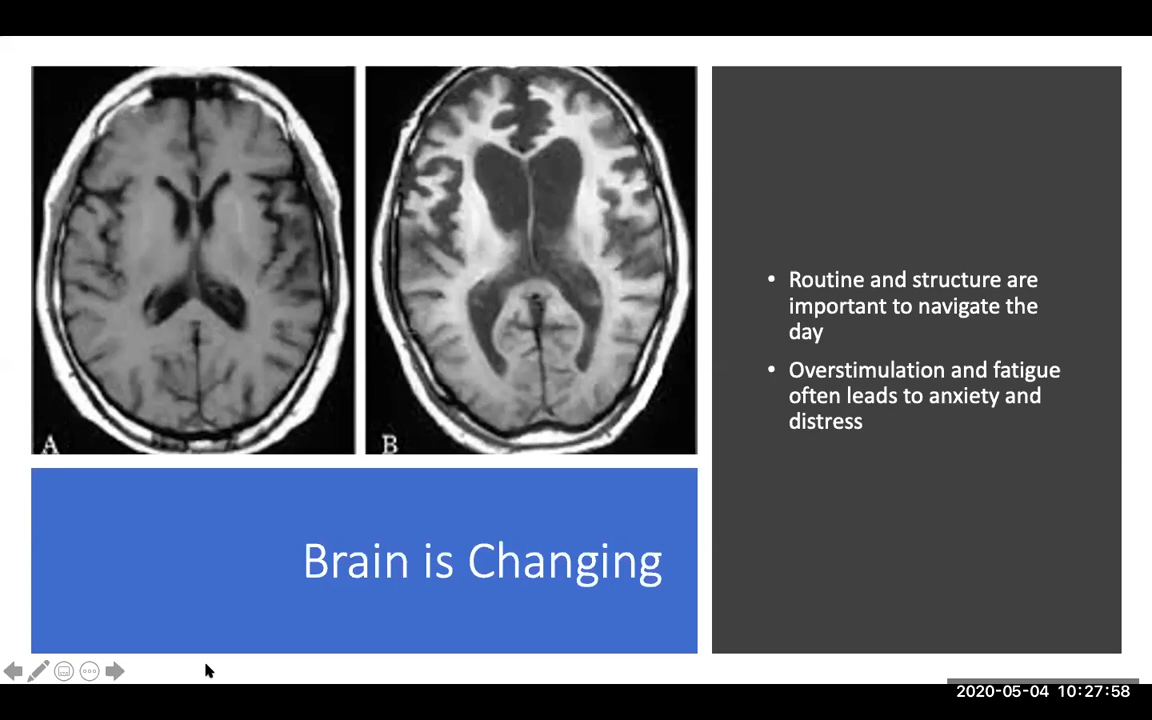 A
B
Brain is Changing
• Routine and structure are
important to navigate the
day
• Overstimulation and fatigue
often leads to anxiety and
distress
2020-05-04 10:27:58